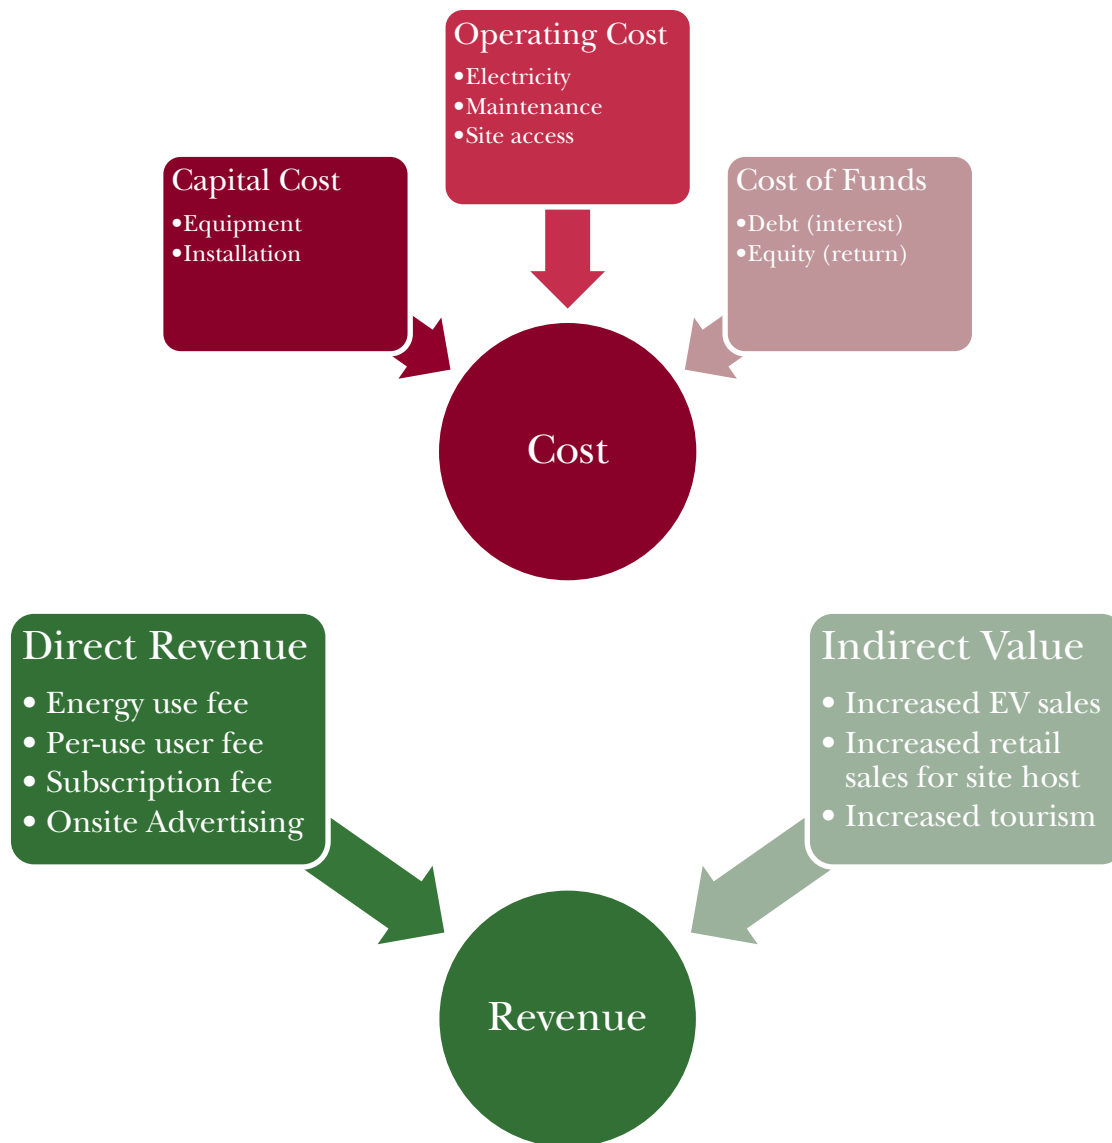 Operating Cost
•Electricity
•Maintenance
•Site access
Capital Cost
•Equipment
•Installation
Cost of Funds
•Debt (interest)
•Equity (return)
Cost
Direct Revenue
• Energy use fee
• Per-use user fee
• Subscription fee
• Onsite Advertising
Indirect Value
• Increased EV sales
• Increased retail
sales for site host
• Increased tourism
Revenue